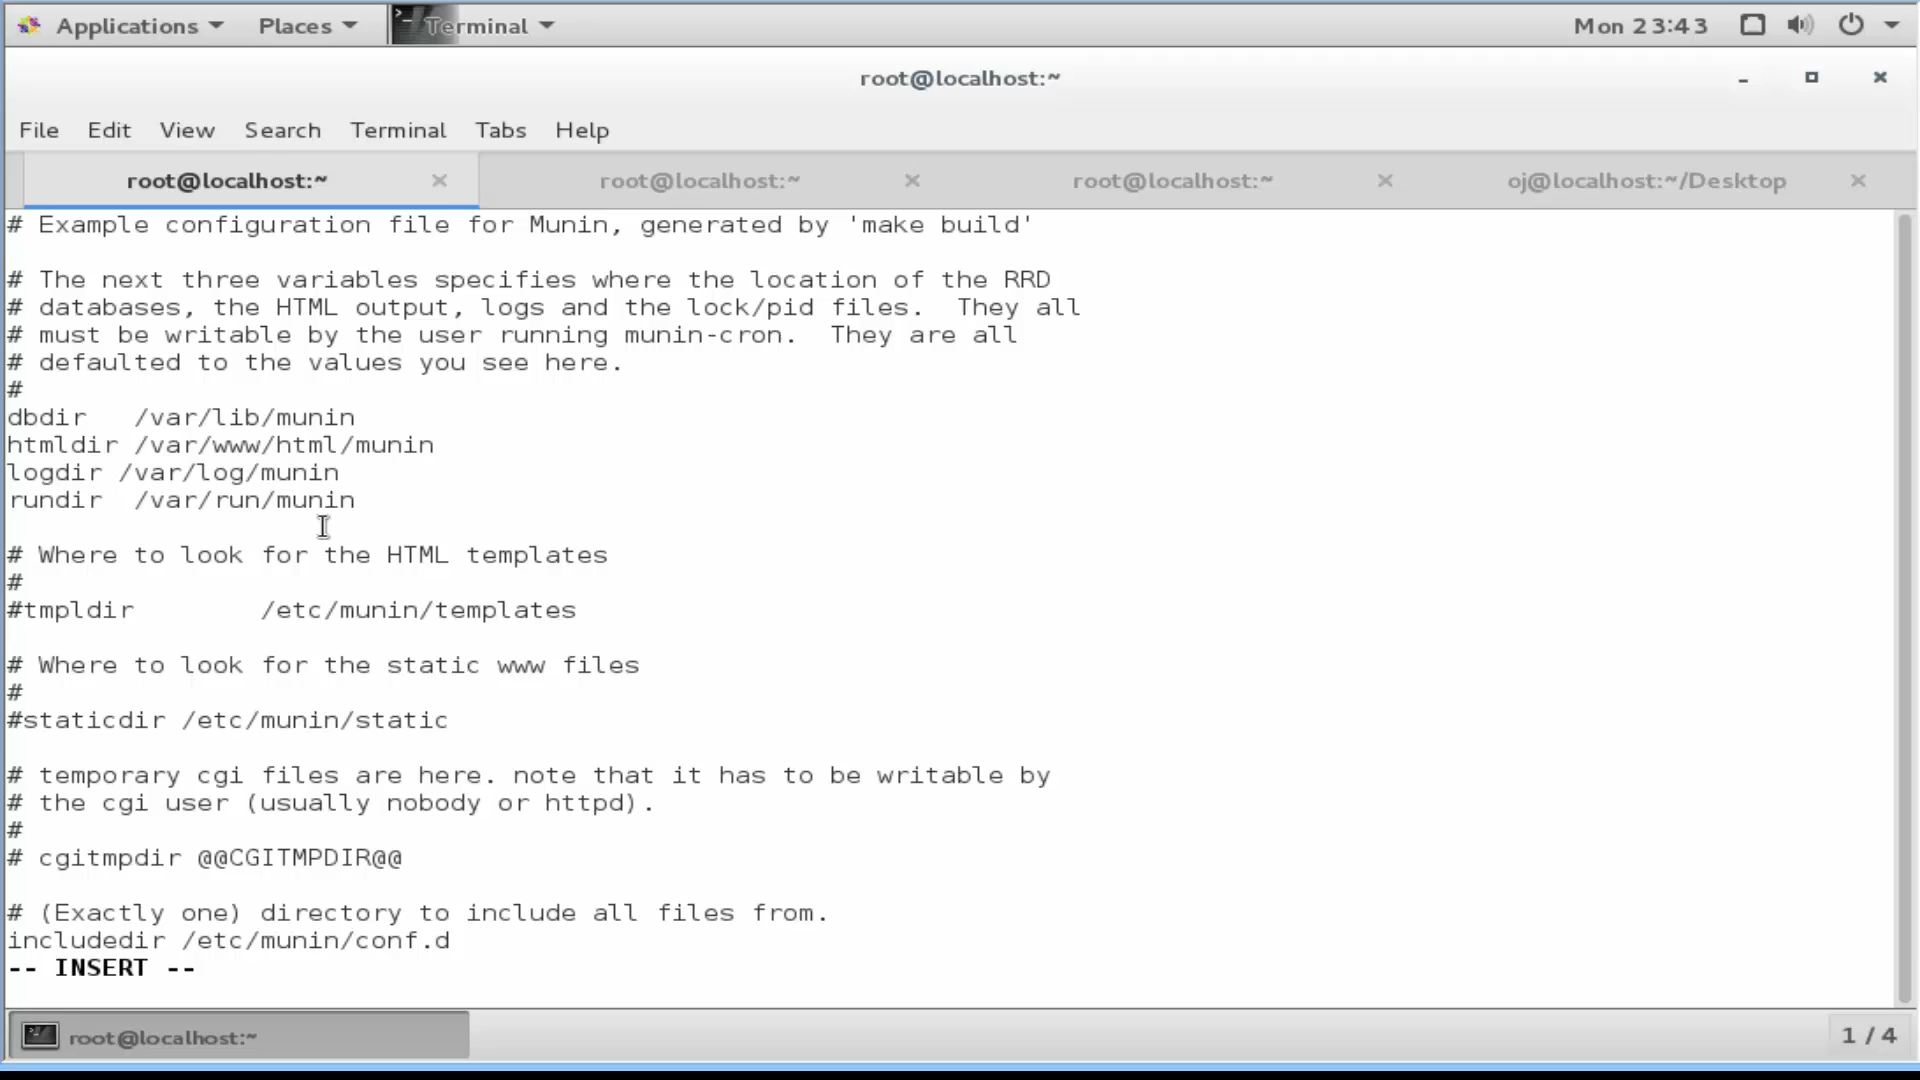 Applications Places Terminal Mon 23:43
root@localhost:~
File Edit View Search Terminal Tabs Help
root@localhost:~ root@localhost:~ root@localhost:~ oj@localhost:~/Desktop
# Example configuration file for Munin, generated by 'make build'
# The next three variables specifies where the location of the RRD
# databases, the HTML output, logs and the lock/pid files.  They all
# must be writable by the user running munin-cron.  They are all
# defaulted to the values you see here.
#
dbdir   /var/lib/munin
htmldir /var/www/html/munin
logdir /var/log/munin
rundir  /var/run/munin
# Where to look for the HTML templates
#
#tmpldir        /etc/munin/templates
# Where to look for the static www files
#
#staticdir /etc/munin/static
# temporary cgi files are here. note that it has to be writable by
# the cgi user (usually nobody or httpd).
#
# cgitmpdir @@CGITMPDIR@@
# (Exactly one) directory to include all files from.
includedir /etc/munin/conf.d
-- INSERT --
root@localhost:~ 1 / 4